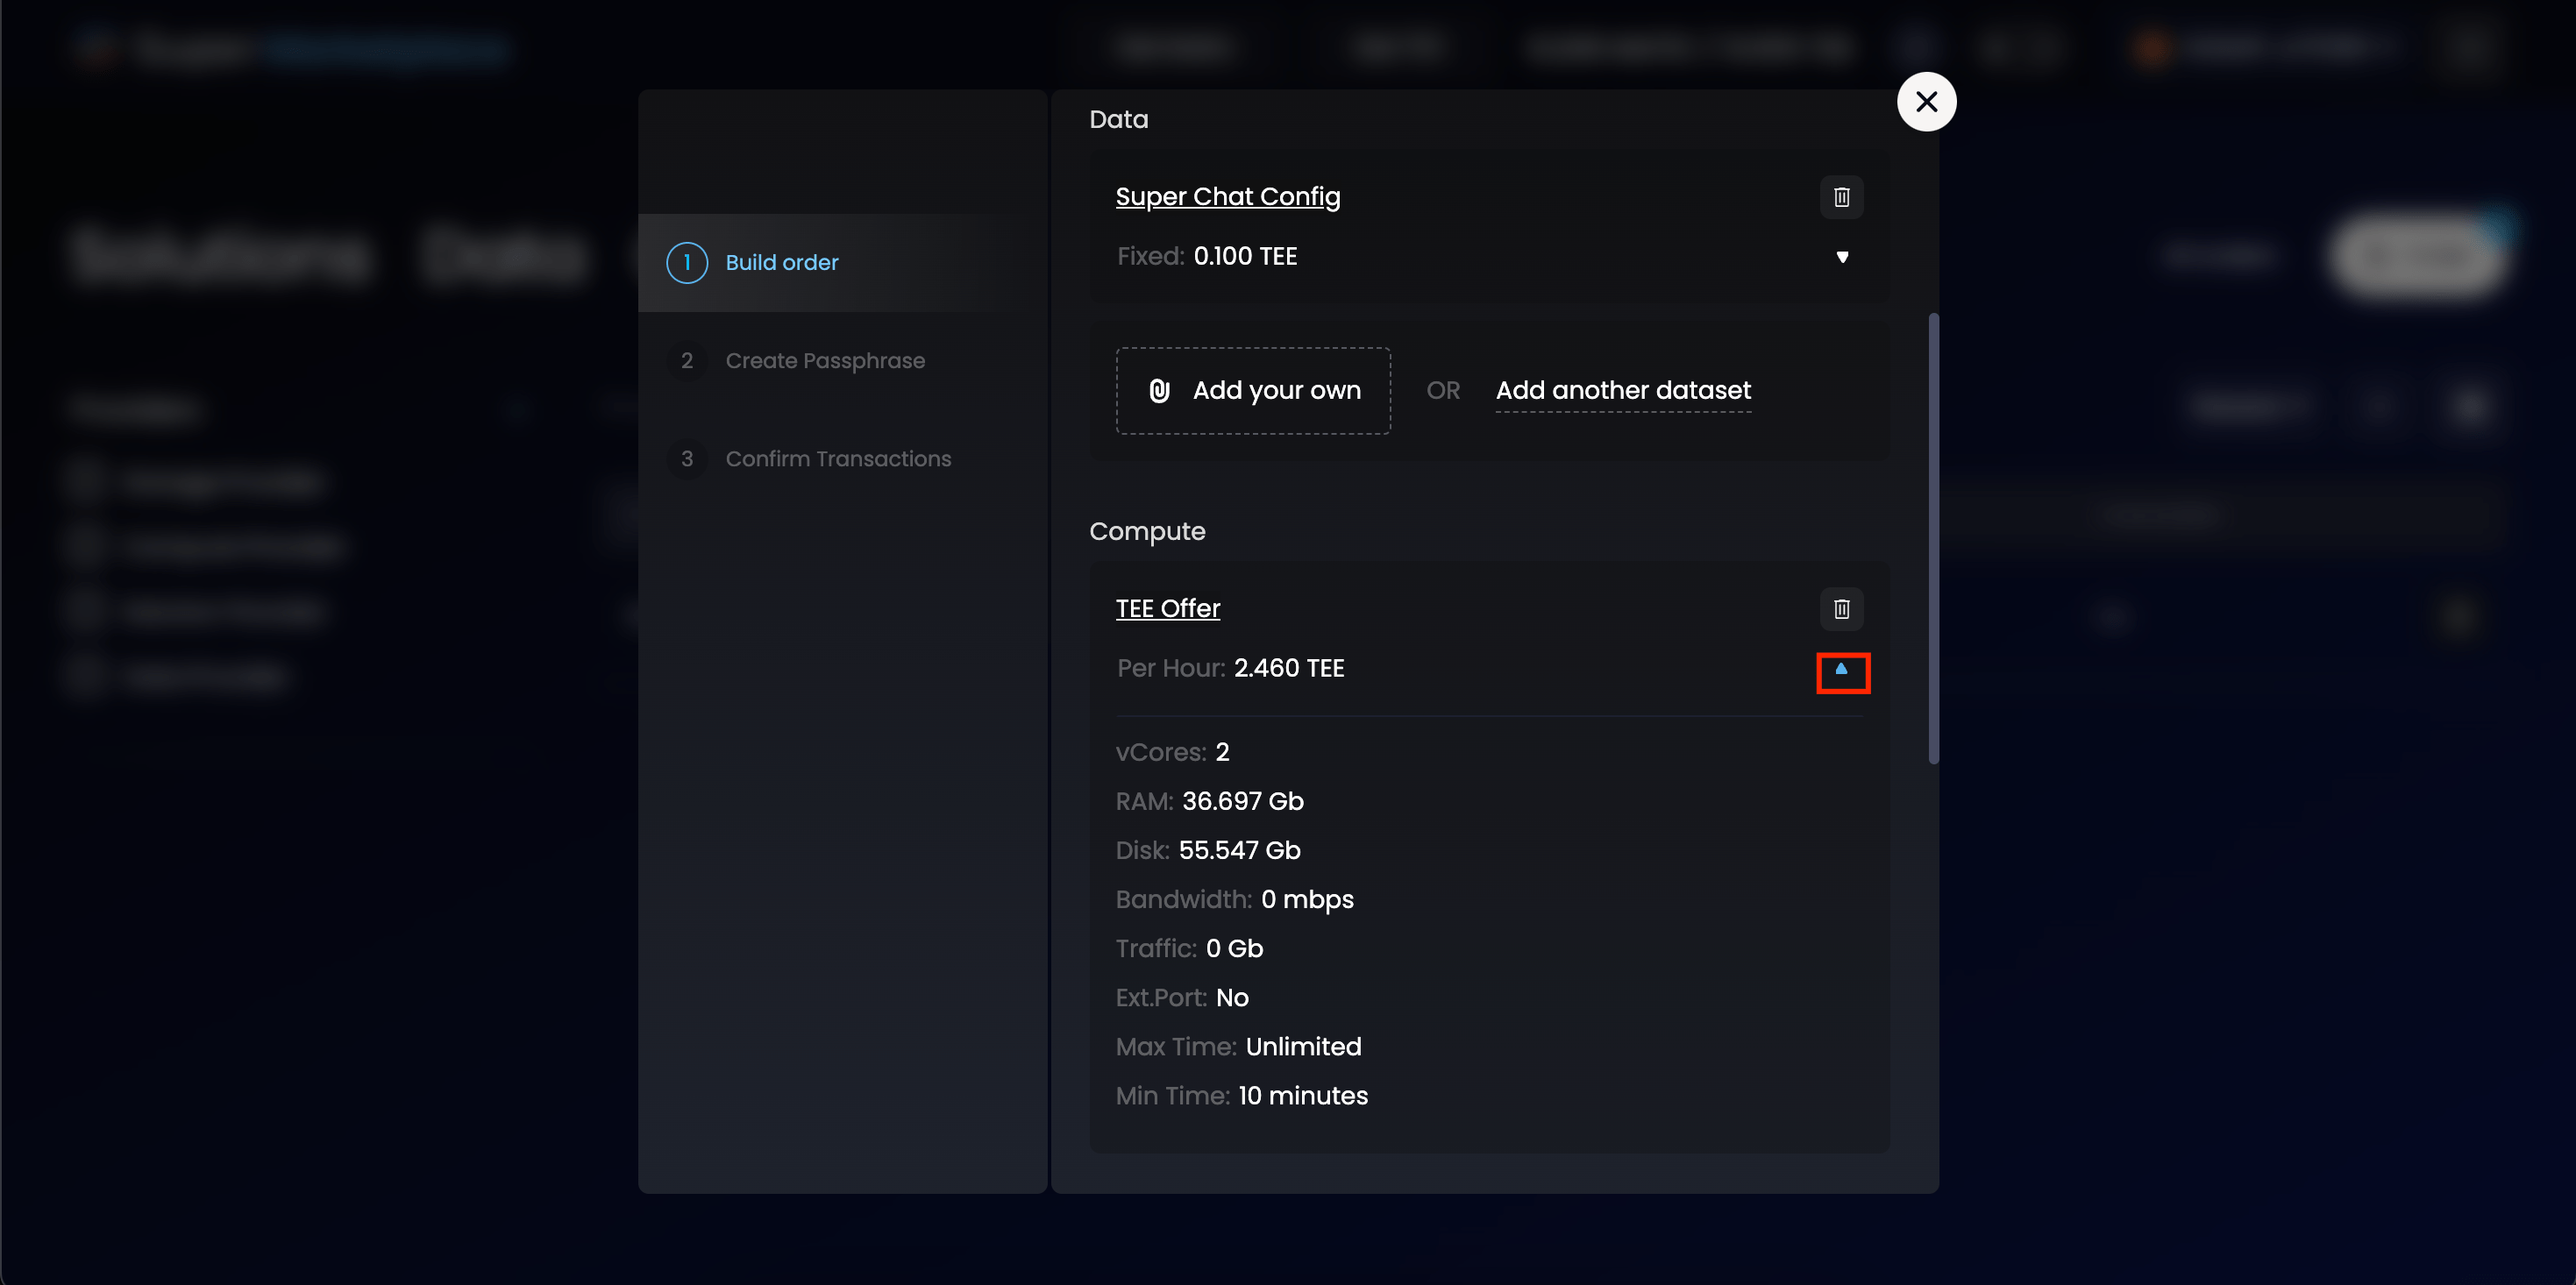 Solutions Data
1 Build order
2 Create Passphrase
3 Confirm Transactions
Data
Super Chat Config
Fixed: 0.100 TEE
Add your own OR Add another dataset
Compute
TEE Offer
Per Hour: 2.460 TEE
vCores: 2
RAM: 36.697 Gb
Disk: 55.547 Gb
Bandwidth: 0 mbps
Traffic: 0 Gb
Ext.Port: No
Max Time: Unlimited
Min Time: 10 minutes